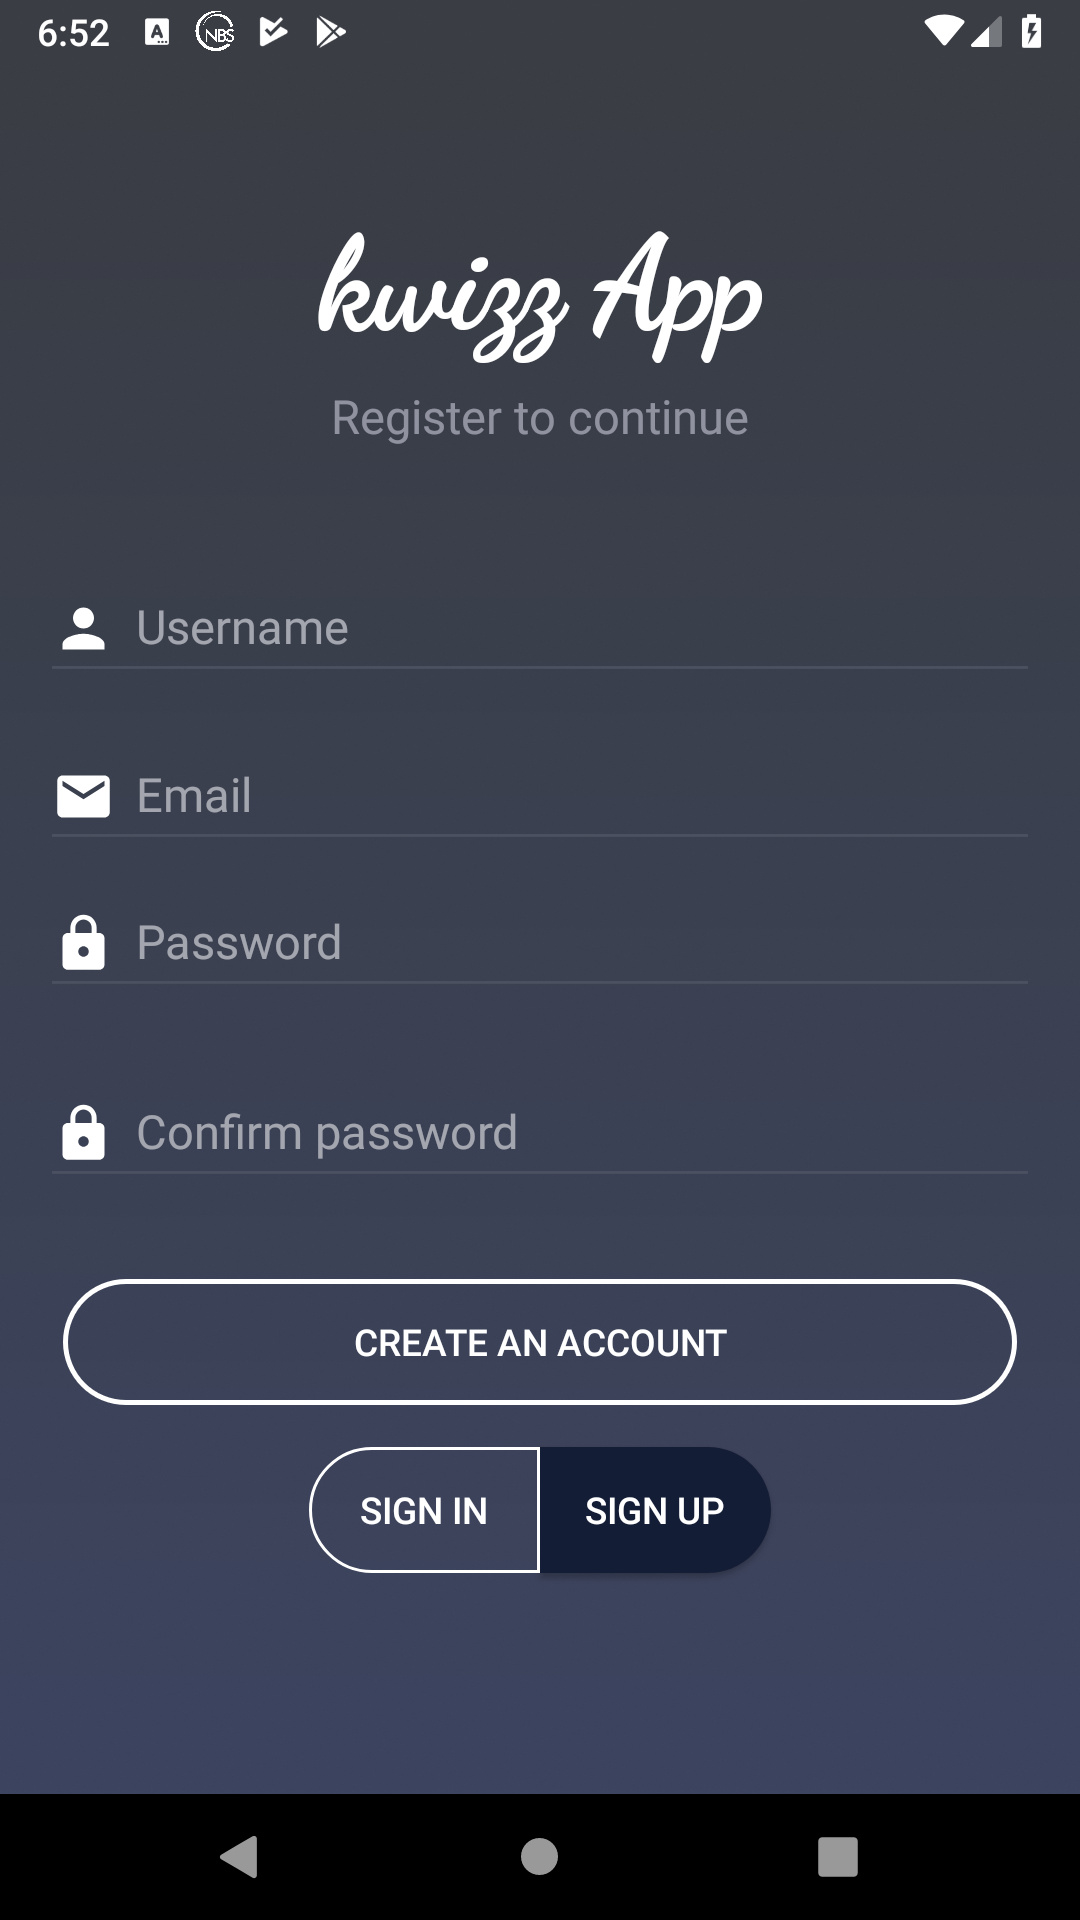 6:52 A NBS
kwizz App
Register to continue
Username
Email
Password
Confirm password
CREATE AN ACCOUNT
SIGN IN SIGN UP